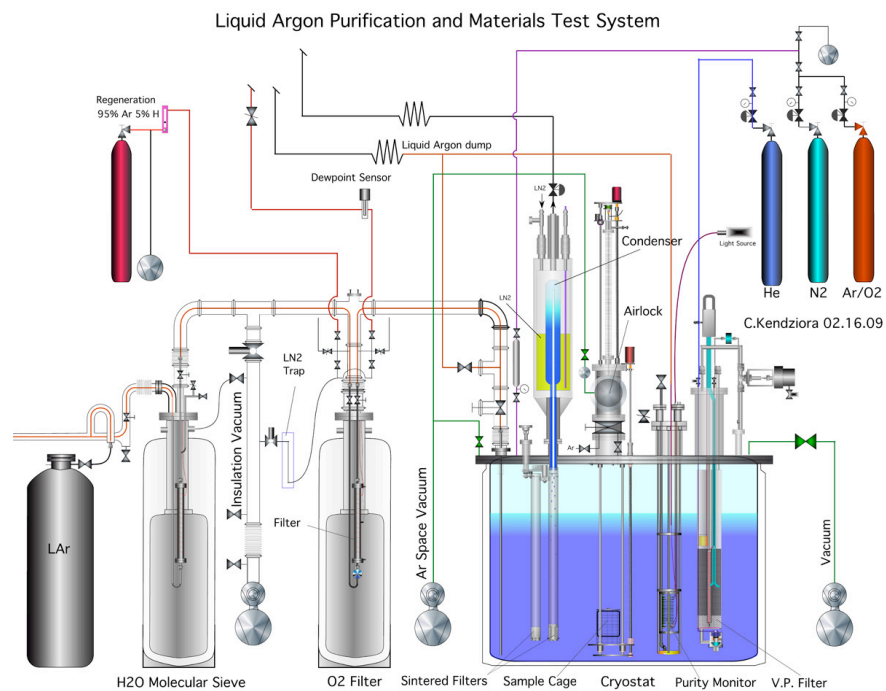 Liquid Argon Purification and Materials Test System
Regeneration
95% Ar 5% H
Liquid Argon dump
Dewpoint Sensor
LN2
Condenser
Light Source
He
N2
Ar/O2
C.Kendziora 02.16.09
LN2
Airlock
LN2
Trap
Insulation Vacuum
Ar
LAr
Filter
Ar Space Vacuum
Vacuum
H2O Molecular Sieve
O2 Filter
Sintered Filters
Sample Cage
Cryostat
Purity Monitor
V.P. Filter